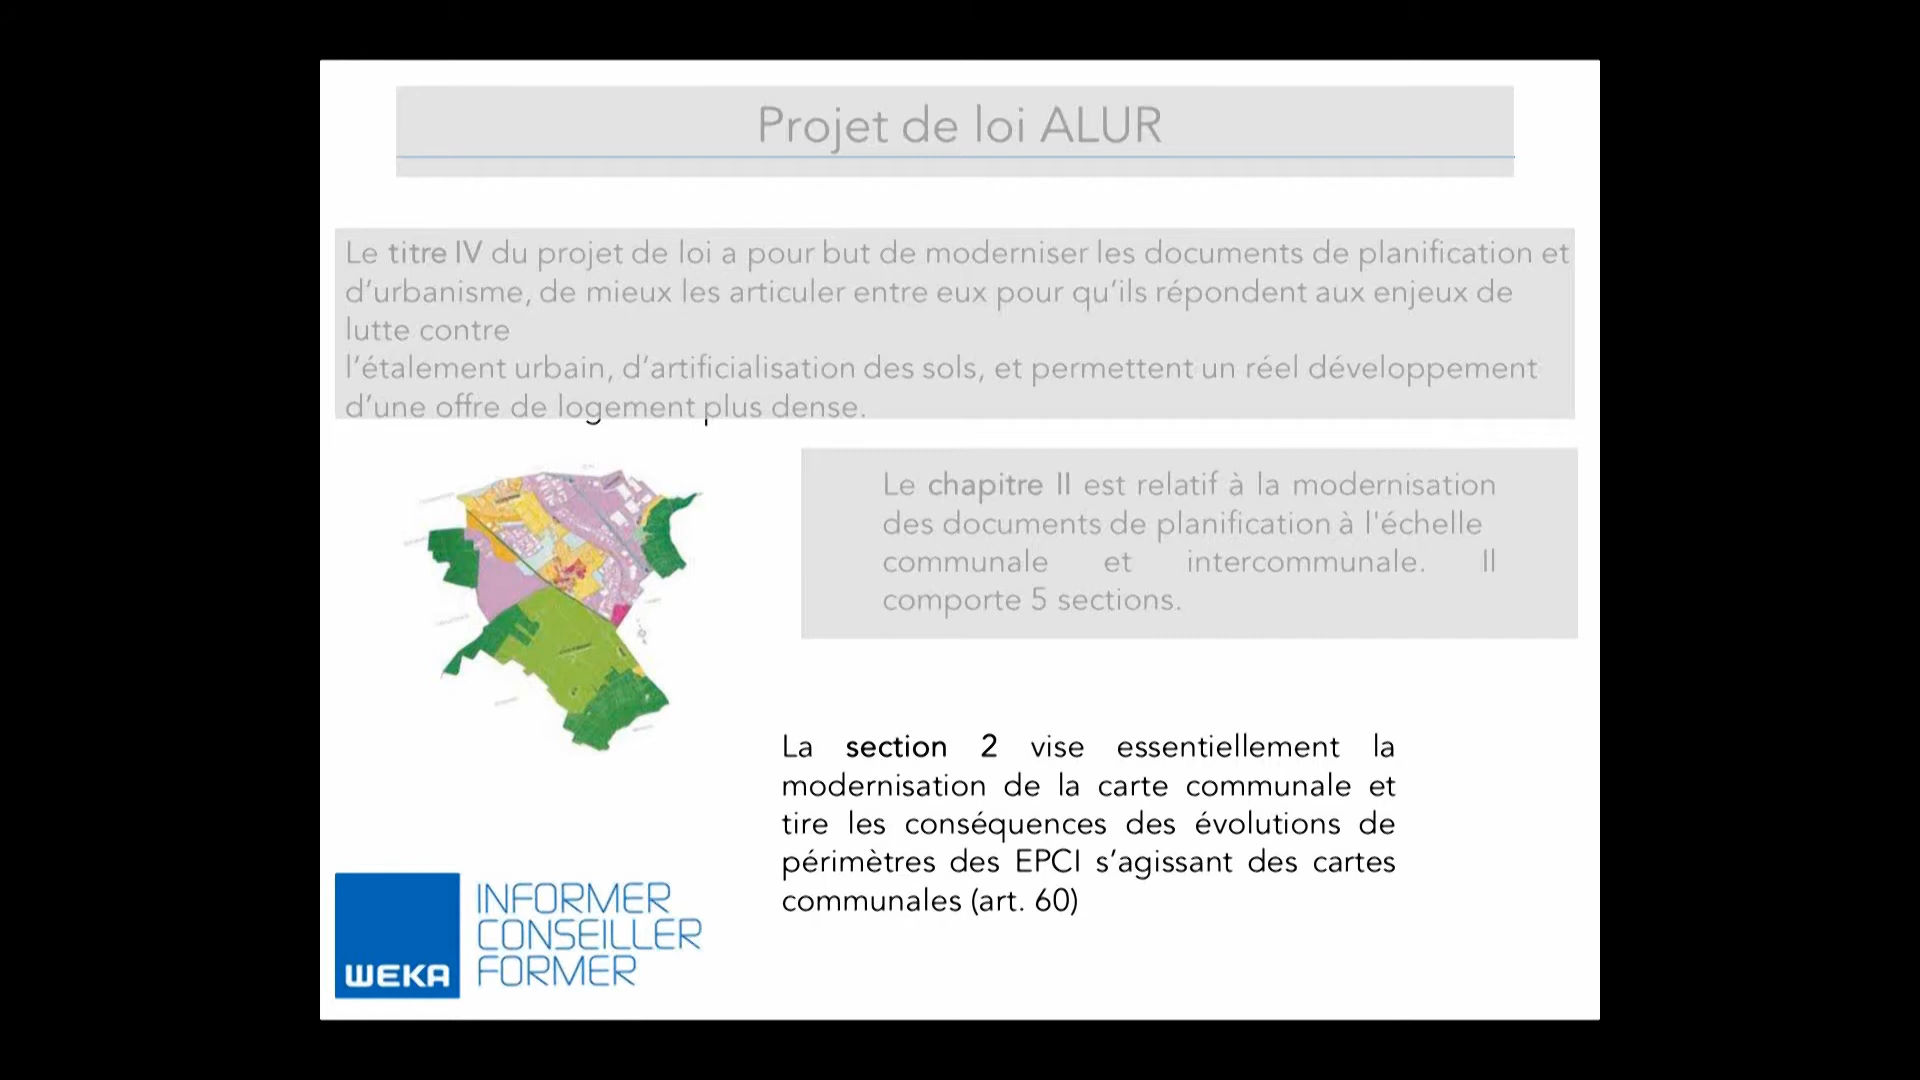 Projet de loi ALUR
Le titre IV du projet de loi a pour but de moderniser les documents de planification et
d’urbanisme, de mieux les articuler entre eux pour qu’ils répondent aux enjeux de
lutte contre
l’étalement urbain, d’artificialisation des sols, et permettent un réel développement
d’une offre de logement plus dense.
Le chapitre II est relatif à la modernisation
des documents de planification à l'échelle
communale et intercommunale. Il
comporte 5 sections.
La section 2 vise essentiellement la
modernisation de la carte communale et
tire les conséquences des évolutions de
périmètres des EPCI s’agissant des cartes
communales (art. 60)
WEKA
INFORMER
CONSEILLER
FORMER